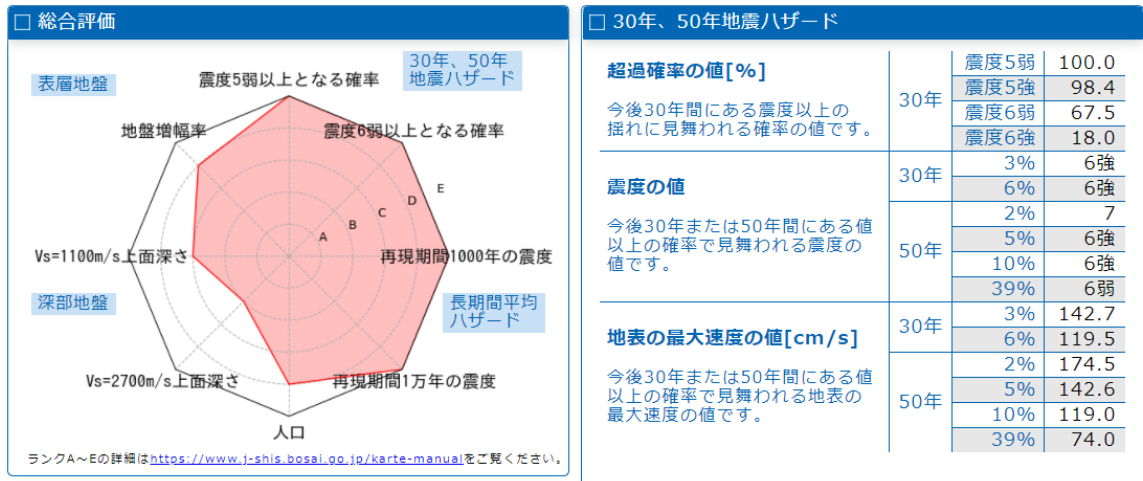 □ 総合評価
表層地盤
30年、50年
地震ハザード
震度5弱以上となる確率
地盤増幅率
震度6弱以上となる確率
E
D
C
B
A
Vs=1100m/s上面深さ
再現期間1000年の震度
深部地盤
長期間平均
ハザード
Vs=2700m/s上面深さ
再現期間1万年の震度
人口
ランクA～Eの詳細はhttps://www.j-shis.bosai.go.jp/karte-manualをご覧ください。
□ 30年、50年地震ハザード
超過確率の値[%]
今後30年間にある震度以上の
揺れに見舞われる確率の値です。
30年
震度5弱 100.0
震度5強 98.4
震度6弱 67.5
震度6強 18.0
震度の値
今後30年または50年間にある値
以上の確率で見舞われる震度の
値です。
30年
3% 6強
6% 6強
50年
2% 7
5% 6強
10% 6強
39% 6弱
地表の最大速度の値[cm/s]
今後30年または50年間にある値
以上の確率で見舞われる地表の
最大速度の値です。
30年
3% 142.7
6% 119.5
50年
2% 174.5
5% 142.6
10% 119.0
39% 74.0